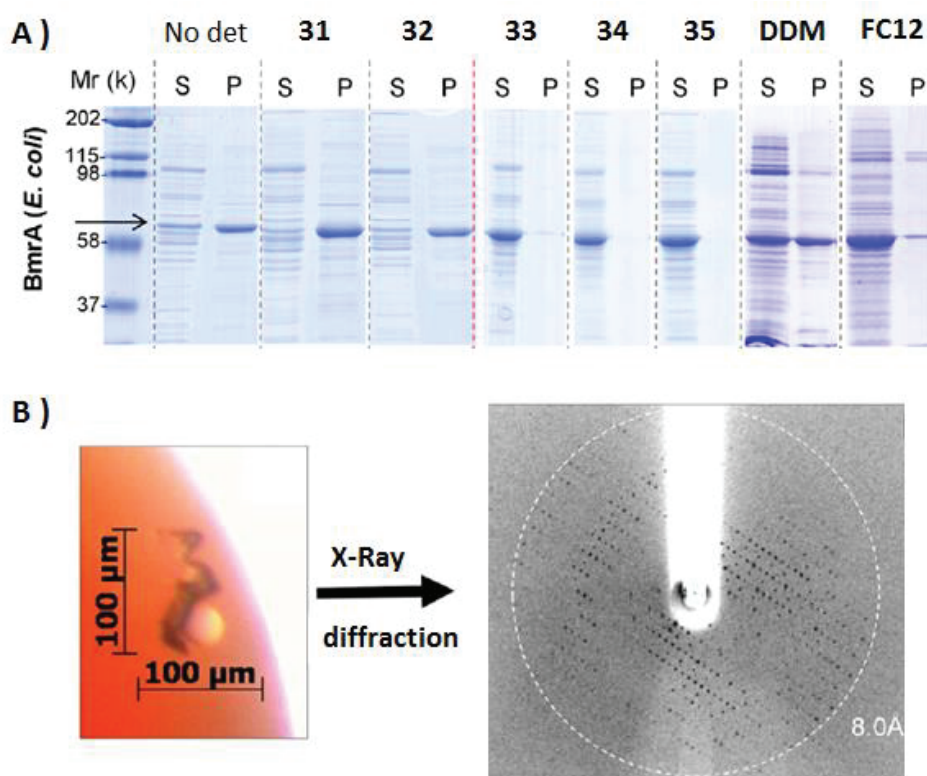 A )
No det 31 32 33 34 35 DDM FC12
Mr (k) S P S P S P S P S P S P S P S P
202
115
98
58
37
BmrA (E. coli)
B )
100 µm
100 µm
X-Ray
diffraction
8.0A